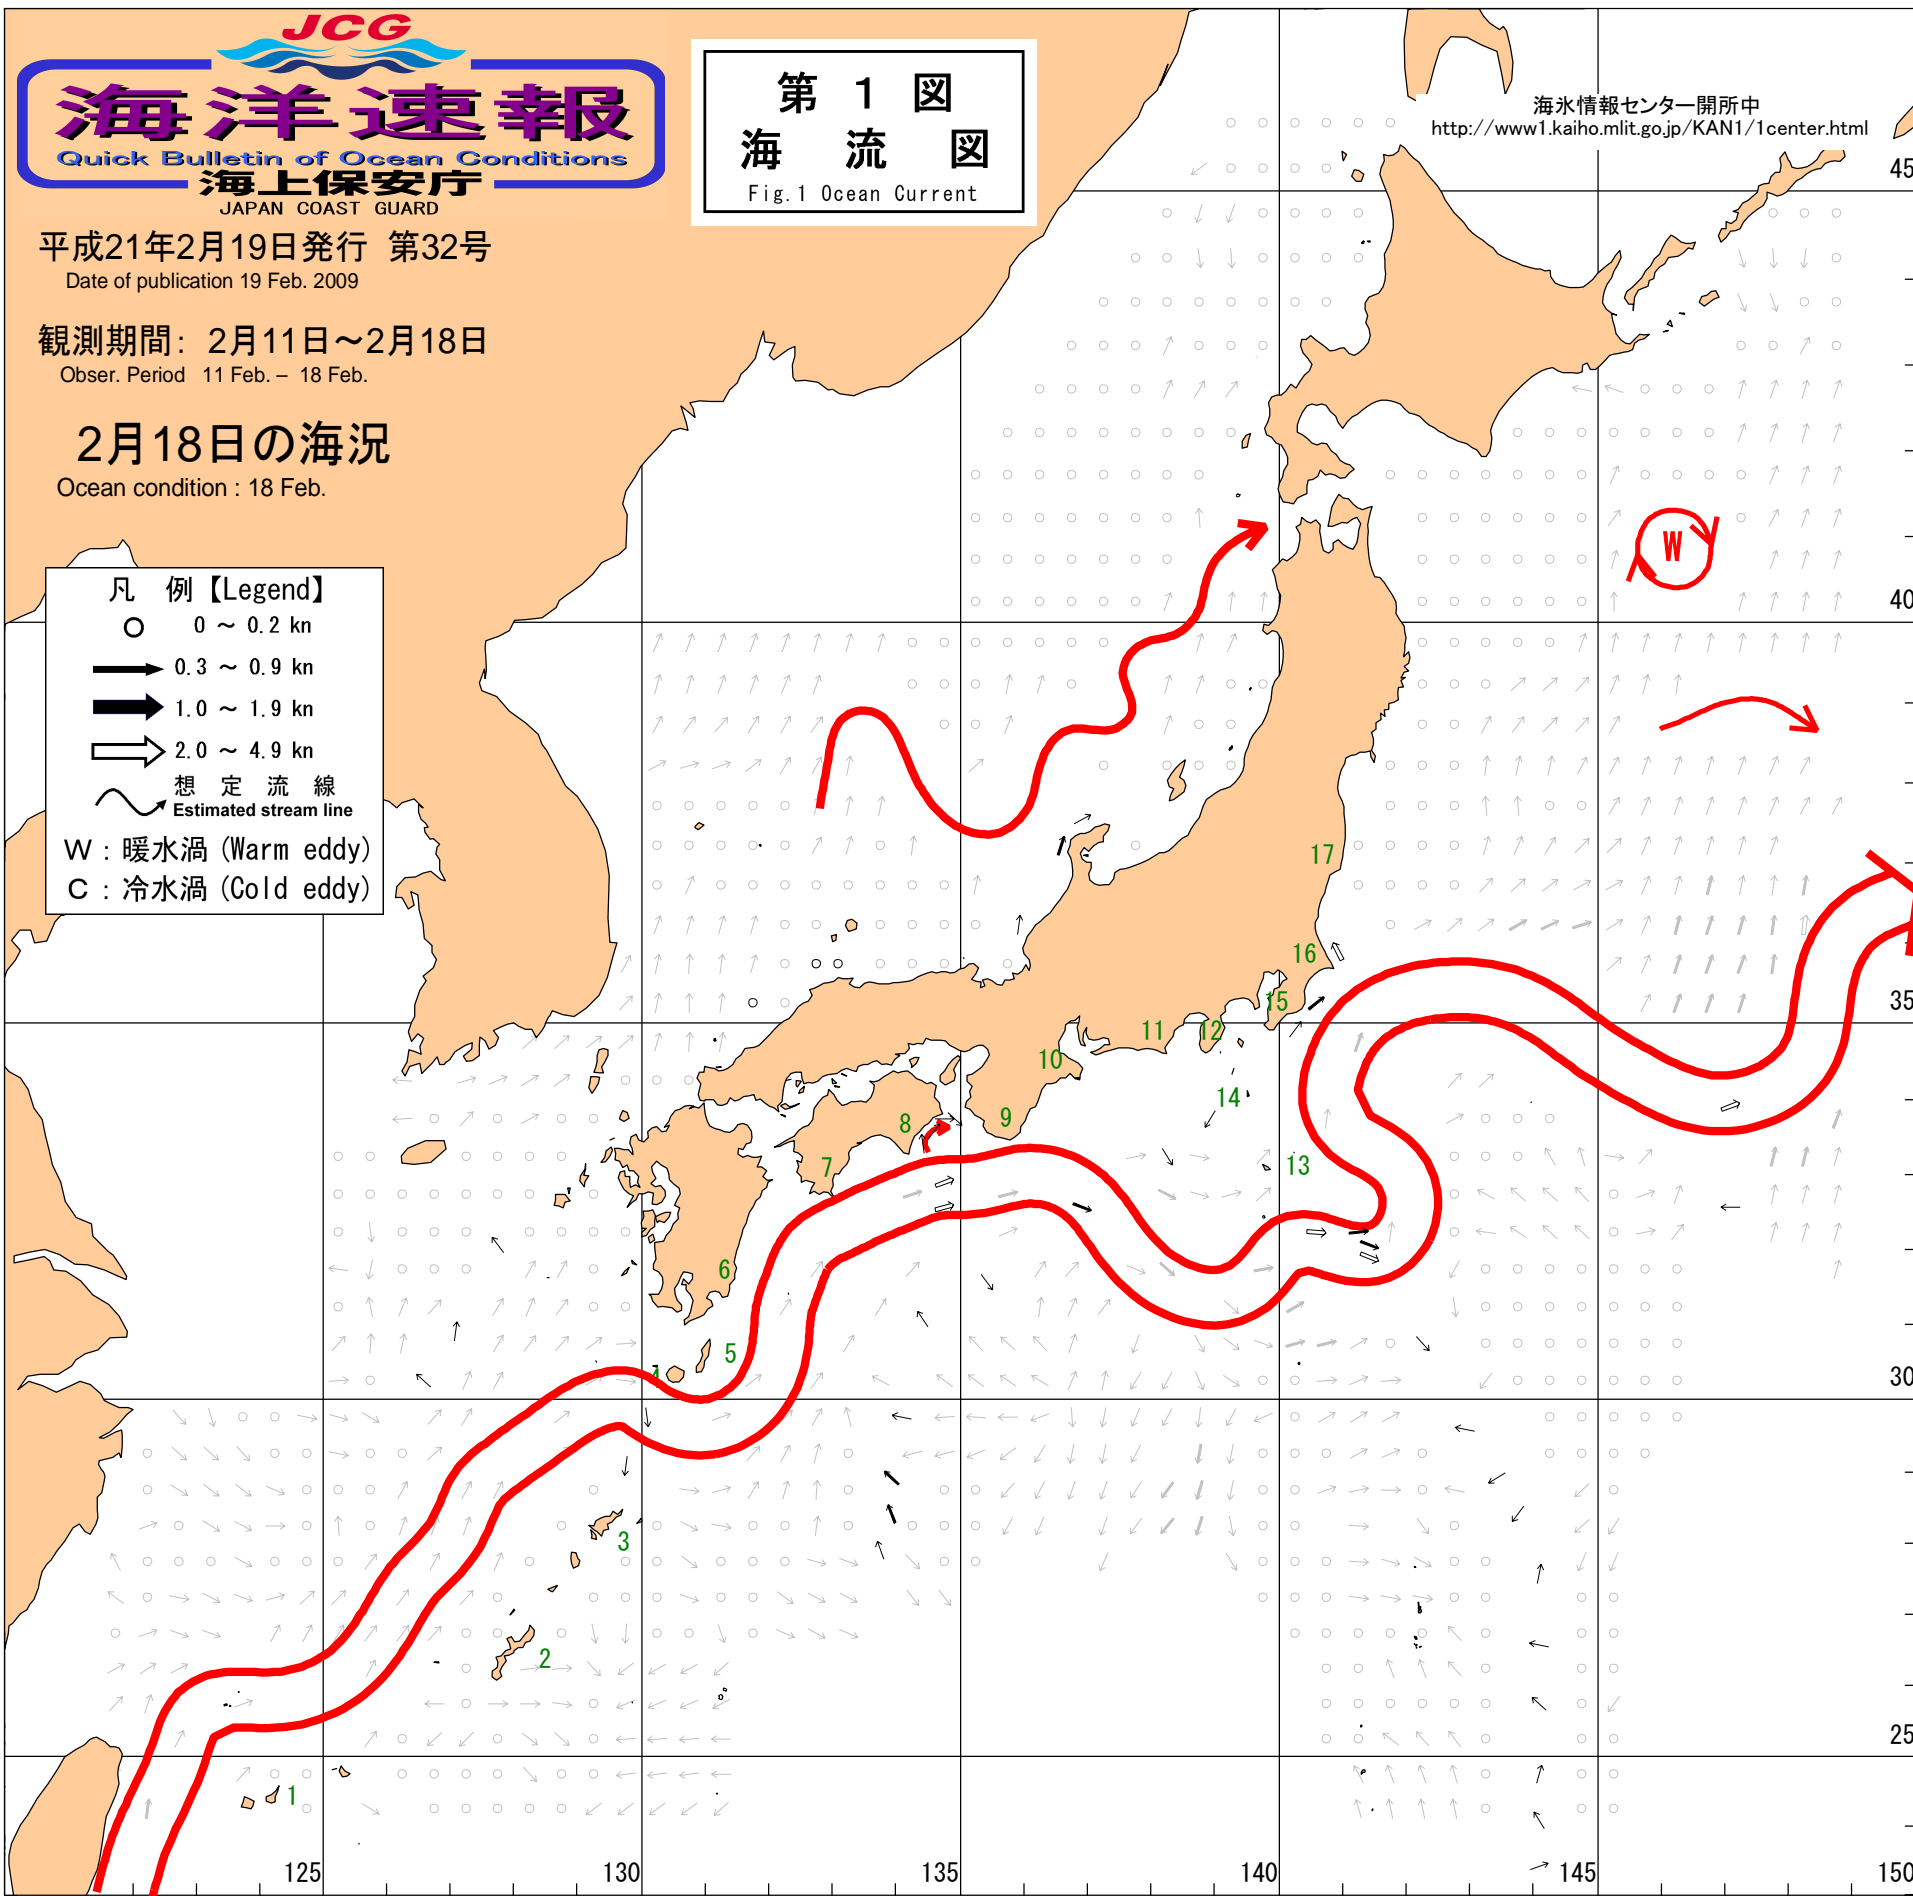 JCG
海洋速報
Quick Bulletin of Ocean Conditions
海上保安庁
JAPAN COAST GUARD
平成21年2月19日発行 第32号
Date of publication 19 Feb. 2009
観測期間: 2月11日～2月18日
Obser. Period 11 Feb. – 18 Feb.
2月18日の海況
Ocean condition : 18 Feb.
第 1 図
海 流 図
Fig.1 Ocean Current
海氷情報センター開所中
http://www1.kaiho.mlit.go.jp/KAN1/1center.html
凡 例【Legend】
0 ～ 0.2 kn
0.3 ～ 0.9 kn
1.0 ～ 1.9 kn
2.0 ～ 4.9 kn
想 定 流 線
Estimated stream line
W : 暖水渦 (Warm eddy)
C : 冷水渦 (Cold eddy)
45
W
40
17
16
15
35
11
12
10
14
9
8
13
7
6
5
4
30
3
2
25
1
125
130
135
140
145
150